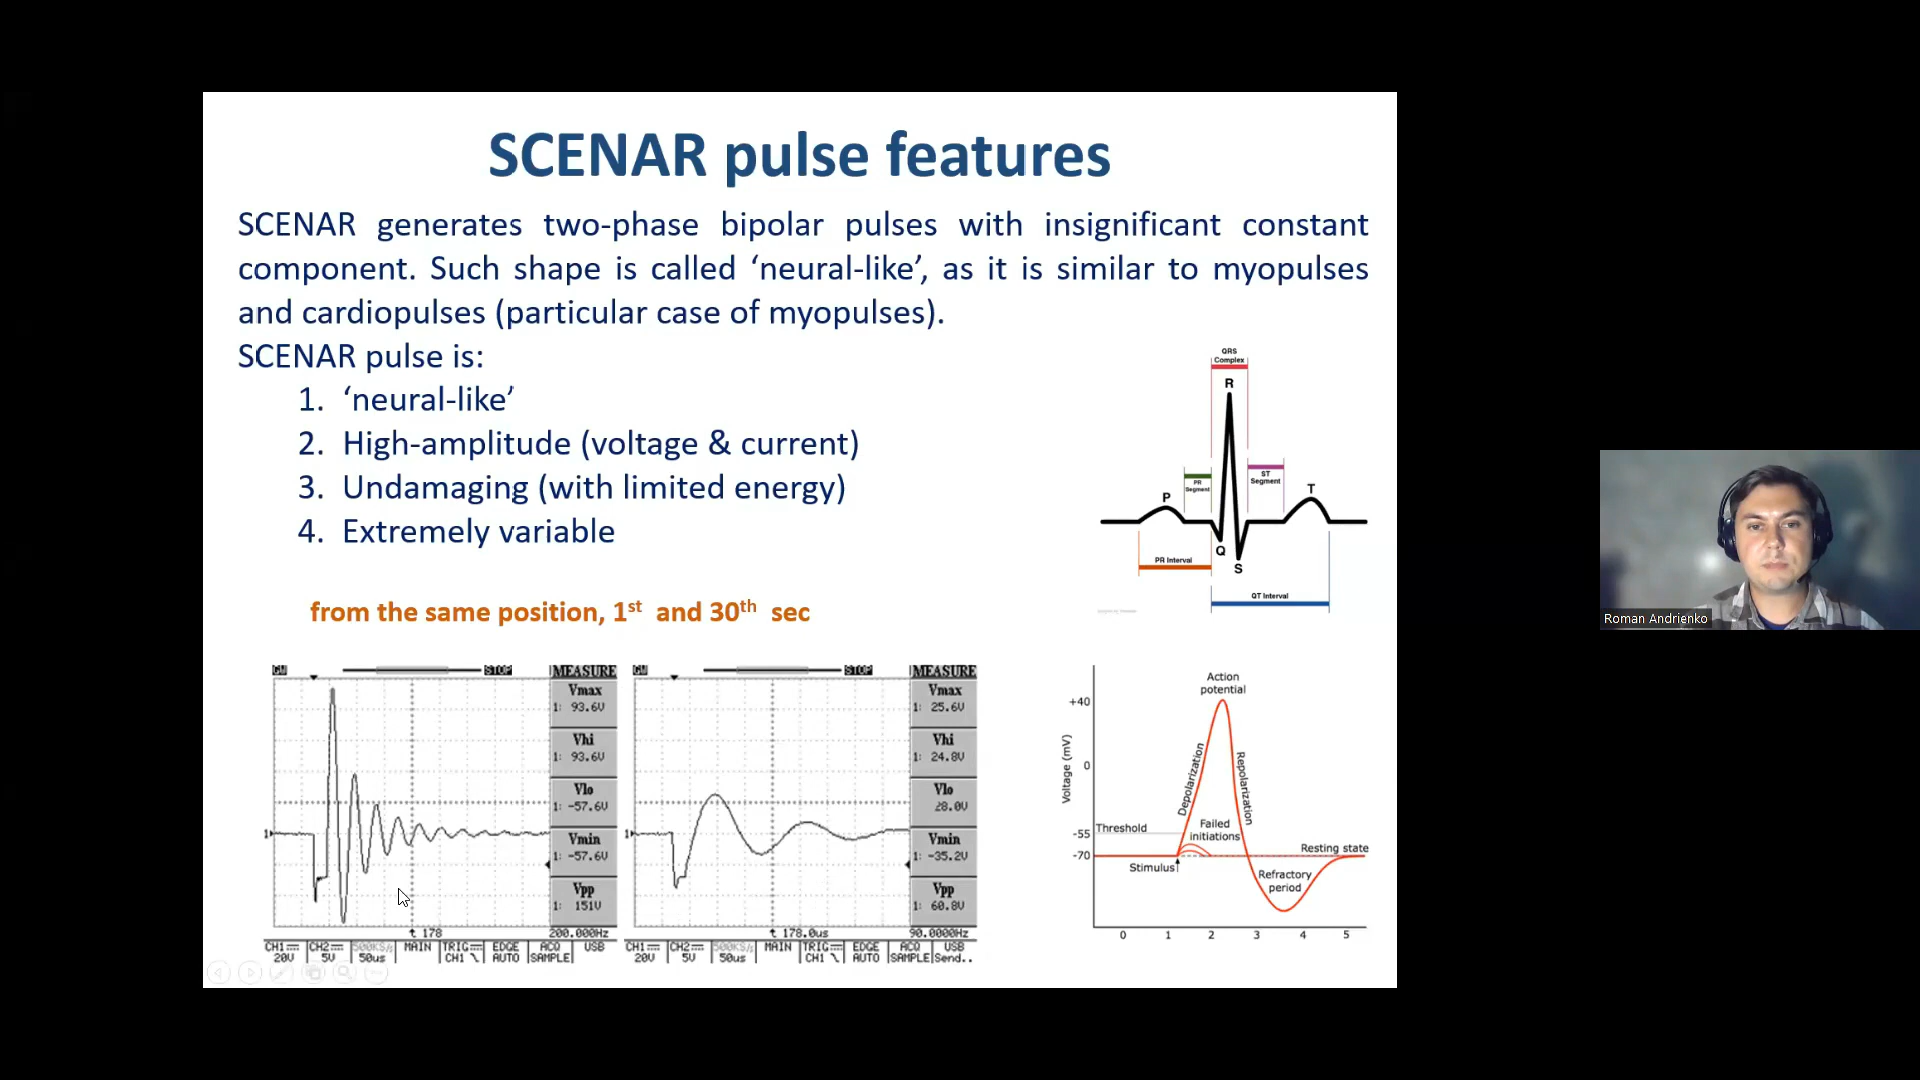 SCENAR pulse features
SCENAR generates two-phase bipolar pulses with insignificant constant
component. Such shape is called ‘neural-like’, as it is similar to myopulses
and cardiopulses (particular case of myopulses).
SCENAR pulse is:
1. ‘neural-like’
2. High-amplitude (voltage & current)
3. Undamaging (with limited energy)
4. Extremely variable
from the same position, 1st and 30th sec
QRS
Complex
R
PR
Segment
ST
Segment
P
T
Q
S
PR Interval
QT Interval
Roman Andrienko
STOP
MEASURE
Vmax
1: 93.6V
Vhi
1: 93.6V
Vlo
1: -57.6V
Vmin
1: -57.6V
Vpp
1: 151V
1
t 178
200.000Hz
CH1 CH2 500KS/s MAIN TRIG EDGE ACQ USB
20V 5V 50us CH1 AUTO SAMPLE
STOP
MEASURE
Vmax
1: 25.6V
Vhi
1: 24.8V
Vlo
28.0V
Vmin
1: -35.2V
Vpp
1: 60.8V
1
t 178.0us
90.0000Hz
CH1 CH2 500KS/s MAIN TRIG EDGE ACQ USB
20V 5V 50us CH1 AUTO SAMPLE Send..
Action
potential
+40
Voltage (mV)
0
Depolarization
Repolarization
Failed
initiations
-55
Threshold
-70
Resting state
Stimulus
Refractory
period
0 1 2 3 4 5